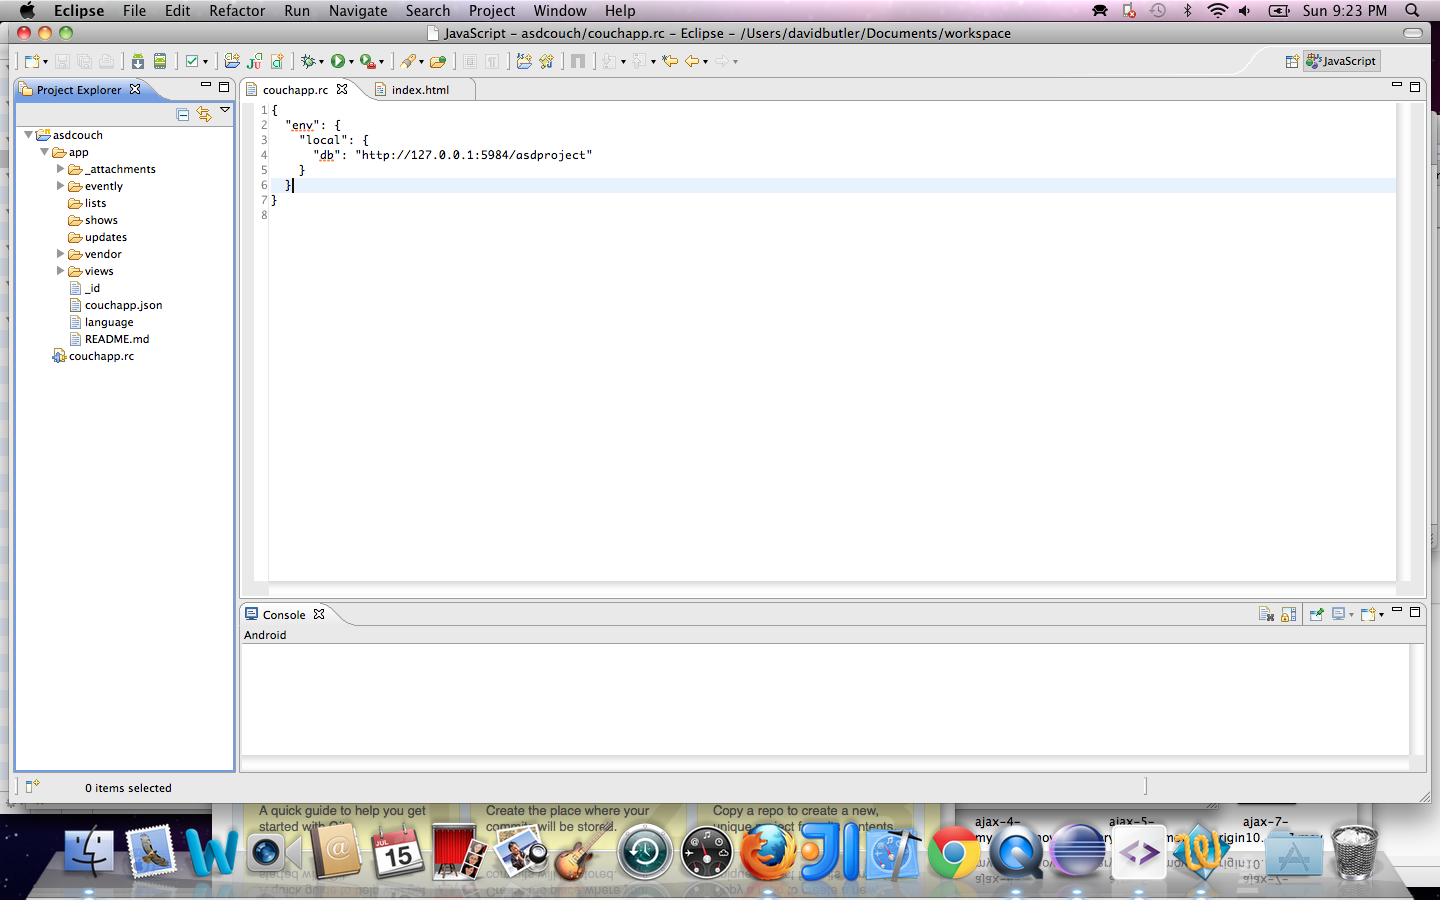 Eclipse File Edit Refactor Run Navigate Search Project Window Help Sun 9:23 PM
JavaScript – asdcouch/couchapp.rc – Eclipse – /Users/davidbutler/Documents/workspace
JavaScript
Project Explorer
couchapp.rc
index.html
asdcouch
app
_attachments
evently
lists
shows
updates
vendor
views
_id
couchapp.json
language
README.md
couchapp.rc
1 {
2 "env": {
3 "local": {
4 "db": "http://127.0.0.1:5984/asdproject"
5 }
6 }
7 }
8
Console
Android
0 items selected
A quick guide to help you get
started with
Create the place where your
will be stored.
Copy a repo to create a new,
unique
ajax-4-
ajax-5-
ajax-7-
JUL
15